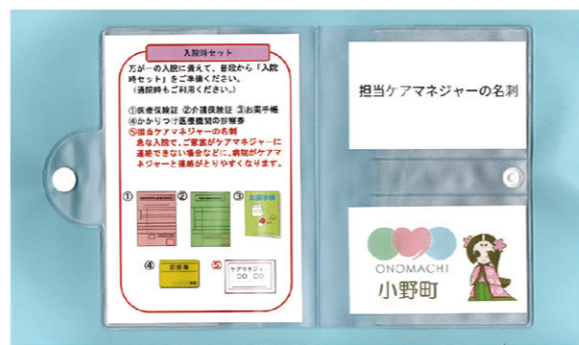 入院時セット
万が一の入院に備えて、普段から「入院
時セット」をご準備ください。
（通院時もご利用ください。）
①医療保険証 ②介護保険証 ③お薬手帳
④かかりつけ医療機関の診察券
⑤担当ケアマネジャーの名刺
急な入院で、ご家族がケアマネジャーに
連絡できない場合などに、病院がケアマ
ネジャーと連絡がとりやすくなります。
① ② ③
お薬手帳
④ ⑤
診察券
ケアマネジャー
○○ ○○
担当ケアマネジャーの名刺
ONOMACHI
小野町